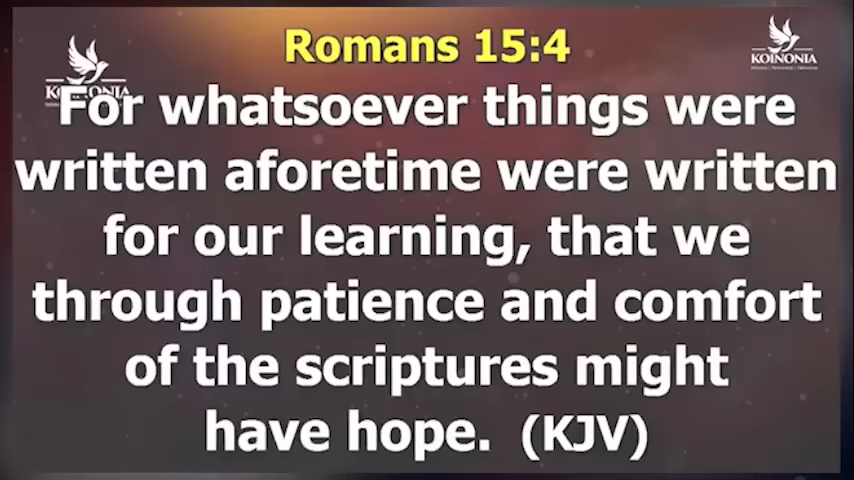 Romans 15:4
KOINONIA
KOINONIA
For whatsoever things were
written aforetime were written
for our learning, that we
through patience and comfort
of the scriptures might
have hope. (KJV)